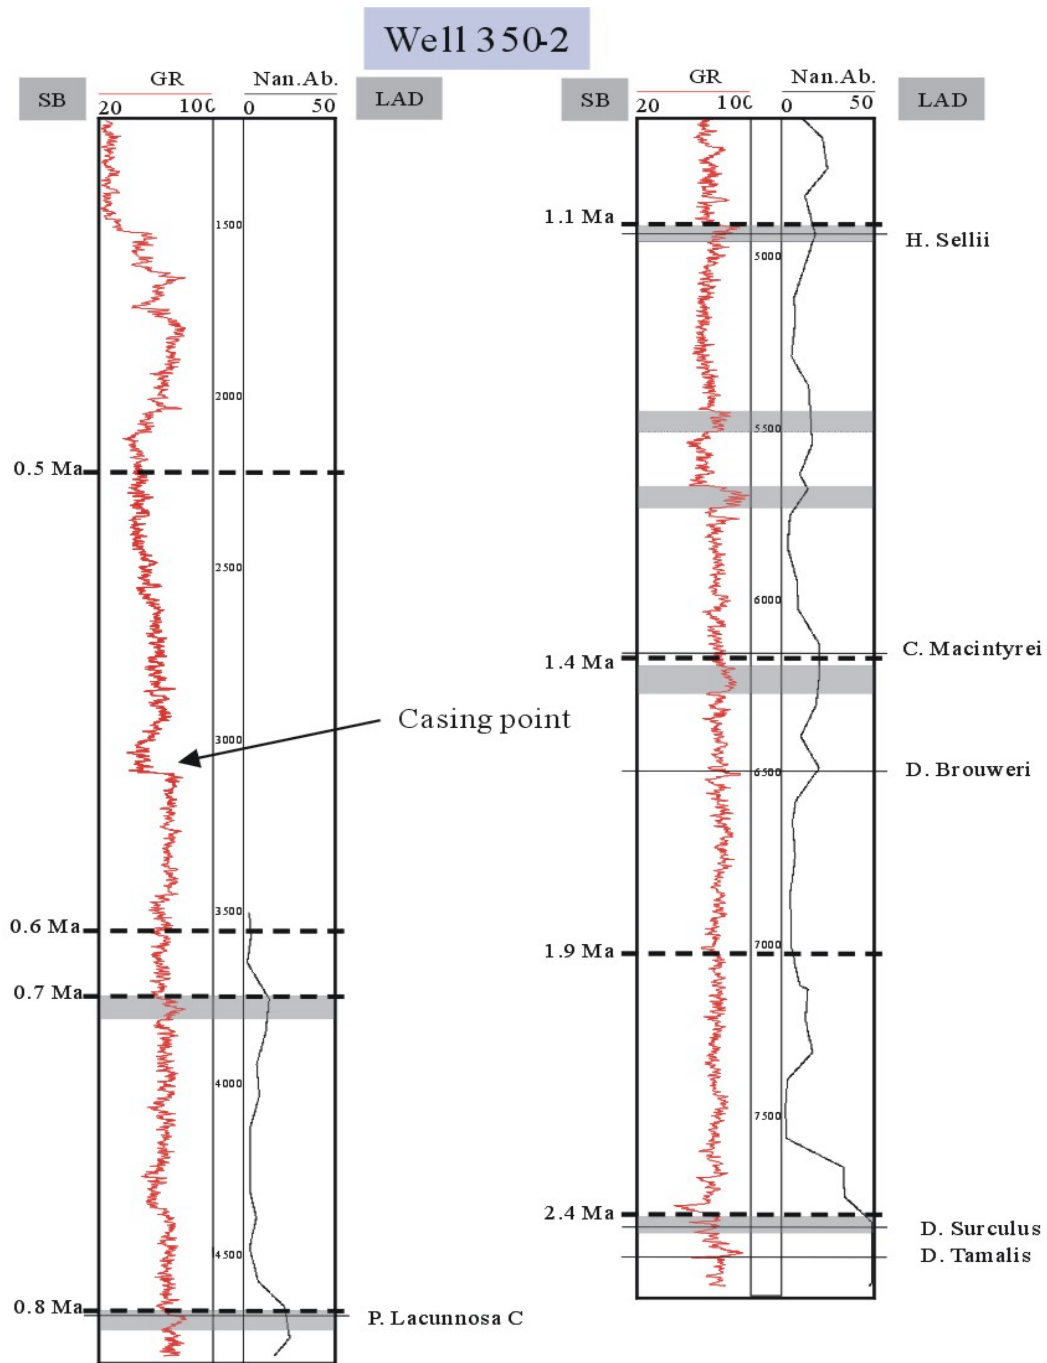 Well 350-2
SB
GR
20 100
Nan.Ab.
0 50
LAD
1500
2000
0.5 Ma
2500
Casing point
3000
3500
0.6 Ma
0.7 Ma
4000
4500
0.8 Ma
P. Lacunnosa C
SB
GR
20 100
Nan.Ab.
0 50
LAD
1.1 Ma
H. Sellii
5000
5500
6000
C. Macintyrei
1.4 Ma
6500
D. Brouweri
7000
1.9 Ma
7500
2.4 Ma
D. Surculus
D. Tamalis